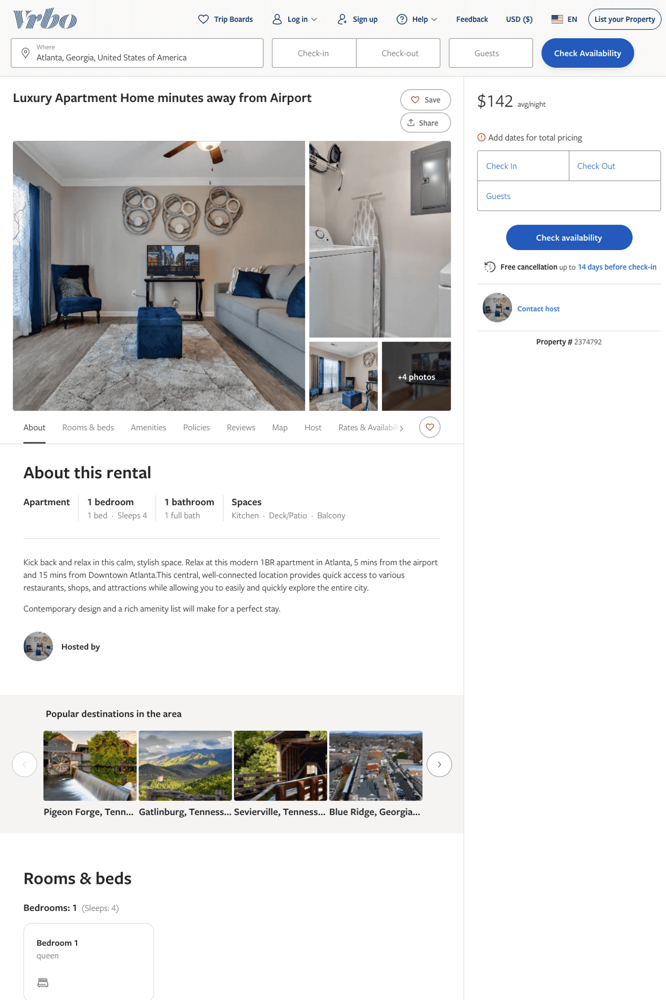 Vrbo
Trip Boards
Log in
Sign up
Help
Feedback
USD ($)
EN
List your Property
Where
Atlanta, Georgia, United States of America
Check-in
Check-out
Guests
Check Availability
Luxury Apartment Home minutes away from Airport
Save
Share
$142 avg/night
Add dates for total pricing
Check In
Check Out
Guests
Check availability
Free cancellation up to 14 days before check-in
Contact host
Property # 2374792
+4 photos
About
Rooms & beds
Amenities
Policies
Reviews
Map
Host
Rates & Availabili
About this rental
Apartment
1 bedroom
1 bed · Sleeps 4
1 bathroom
1 full bath
Spaces
Kitchen · Deck/Patio · Balcony
Kick back and relax in this calm, stylish space. Relax at this modern 1BR apartment in Atlanta, 5 mins from the airport
and 15 mins from Downtown Atlanta.This central, well-connected location provides quick access to various
restaurants, shops, and attractions while allowing you to easily and quickly explore the entire city.
Contemporary design and a rich amenity list will make for a perfect stay.
Hosted by
Popular destinations in the area
Pigeon Forge, Tenn...
Gatlinburg, Tenness...
Sevierville, Tenness...
Blue Ridge, Georgia...
Rooms & beds
Bedrooms: 1 (Sleeps: 4)
Bedroom 1
queen